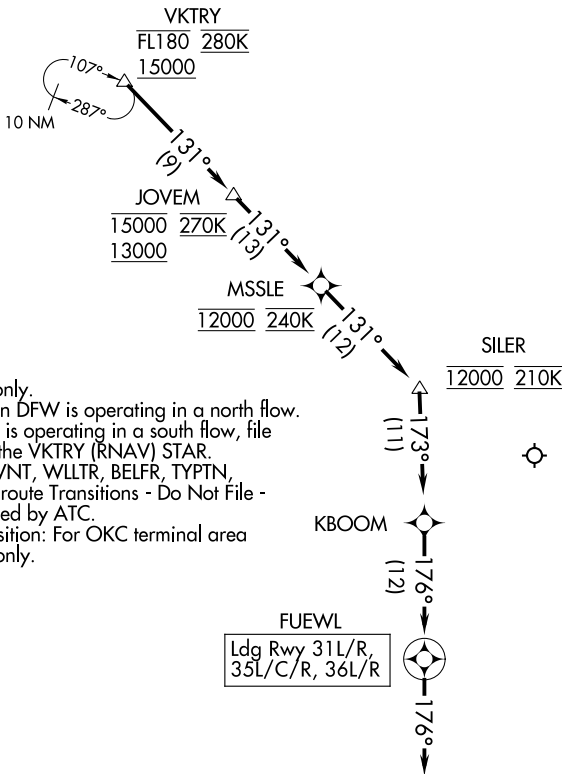 VKTRY
FL180 280K
15000
107°
287°
10 NM
131°
(9)
JOVEM
15000 270K
13000
131°
(13)
MSSLE
12000 240K
131°
(12)
SILER
12000 210K
only.
n DFW is operating in a north flow.
is operating in a south flow, file
the VKTRY (RNAV) STAR.
VNT, WLLTR, BELFR, TYPTN,
route Transitions - Do Not File -
ed by ATC.
sition: For OKC terminal area
only.
173°
(11)
KBOOM
176°
(12)
FUEWL
Ldg Rwy 31L/R,
35L/C/R, 36L/R
176°